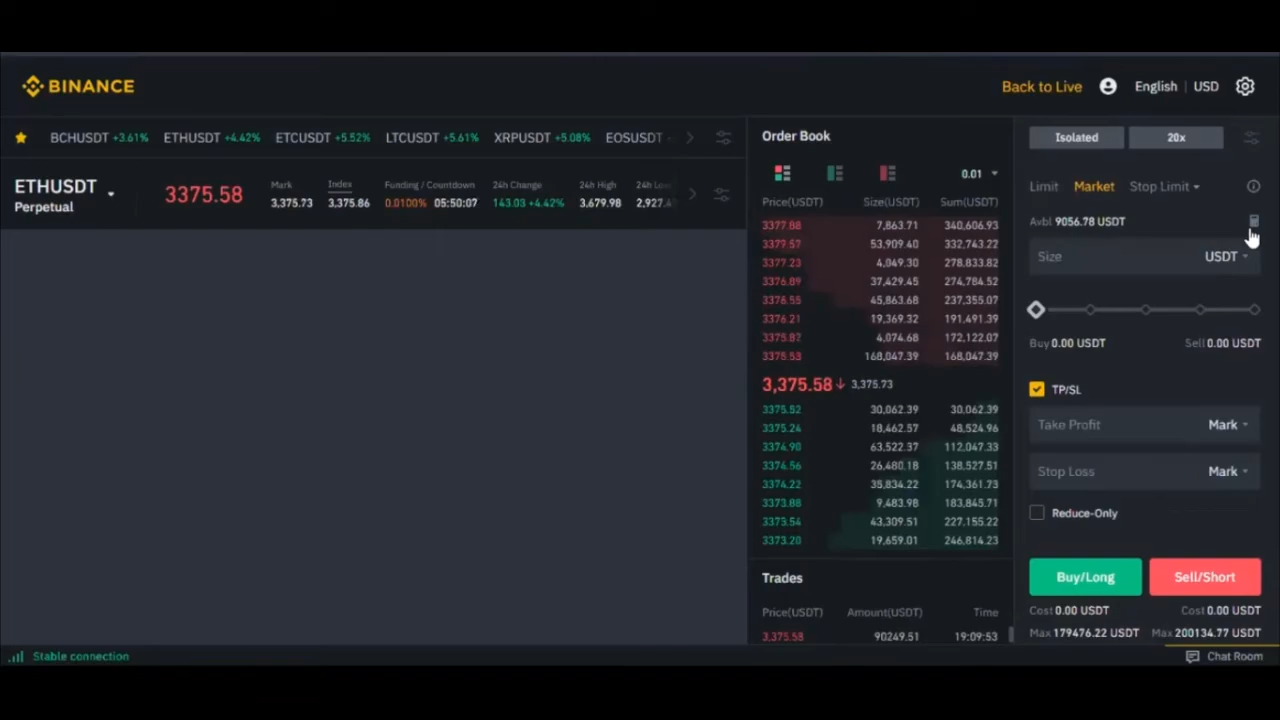 BINANCE
Back to Live
English
USD
BCHUSDT +3.61%
ETHUSDT +4.42%
ETCUSDT +5.52%
LTCUSDT +5.61%
XRPUSDT +5.08%
EOSUSDT
ETHUSDT
Perpetual
3375.58
Mark
3,375.73
Index
3,375.86
Funding / Countdown
0.0100% 05:50:07
24h Change
143.03 +4.42%
24h High
3,679.98
24h
2,927.
Order Book
0.01
Price(USDT) Size(USDT) Sum(USDT)
3377.88 7,863.71 340,606.93
3377.57 53,909.40 332,743.22
3377.23 4,049.30 278,833.82
3376.89 37,429.45 274,784.52
3376.55 45,863.68 237,355.07
3376.21 19,369.32 191,491.39
3375.87 4,074.68 172,122.07
3375.53 168,047.39 168,047.39
3,375.58↓ 3,375.73
3375.52 30,062.39 30,062.39
3375.24 18,462.57 48,524.96
3374.90 63,522.37 112,047.33
3374.56 26,480.18 138,527.51
3374.22 35,834.22 174,361.73
3373.88 9,483.98 183,845.71
3373.54 43,309.51 227,155.22
3373.20 19,659.01 246,814.23
Trades
Price(USDT) Amount(USDT) Time
3,375.58 90249.51 19:09:53
Isolated
20x
Limit Market Stop Limit
Avbl 9056.78 USDT
Size USDT
Buy 0.00 USDT Sell 0.00 USDT
TP/SL
Take Profit Mark
Stop Loss Mark
Reduce-Only
Buy/Long Sell/Short
Cost 0.00 USDT Cost 0.00 USDT
Max 179476.22 USDT Max 200134.77 USDT
Stable connection
Chat Room